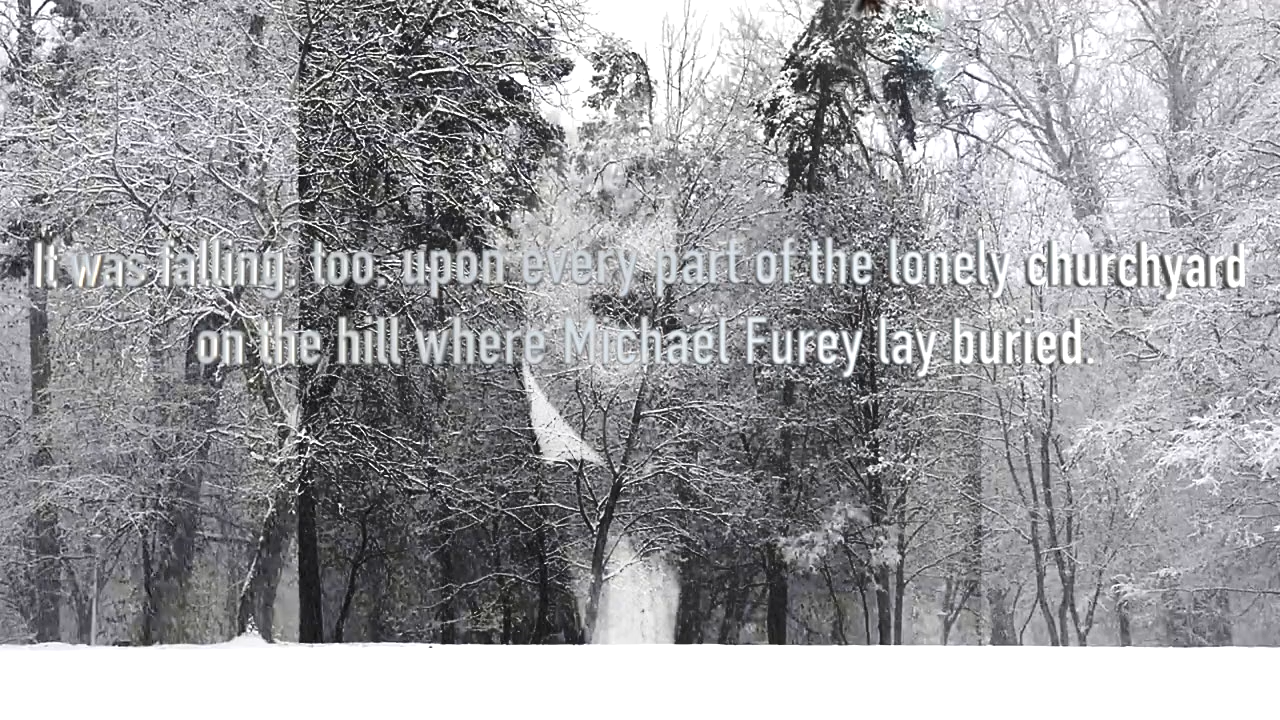 It was falling, too, upon every part of the lonely churchyard
on the hill where Michael Furey lay buried.